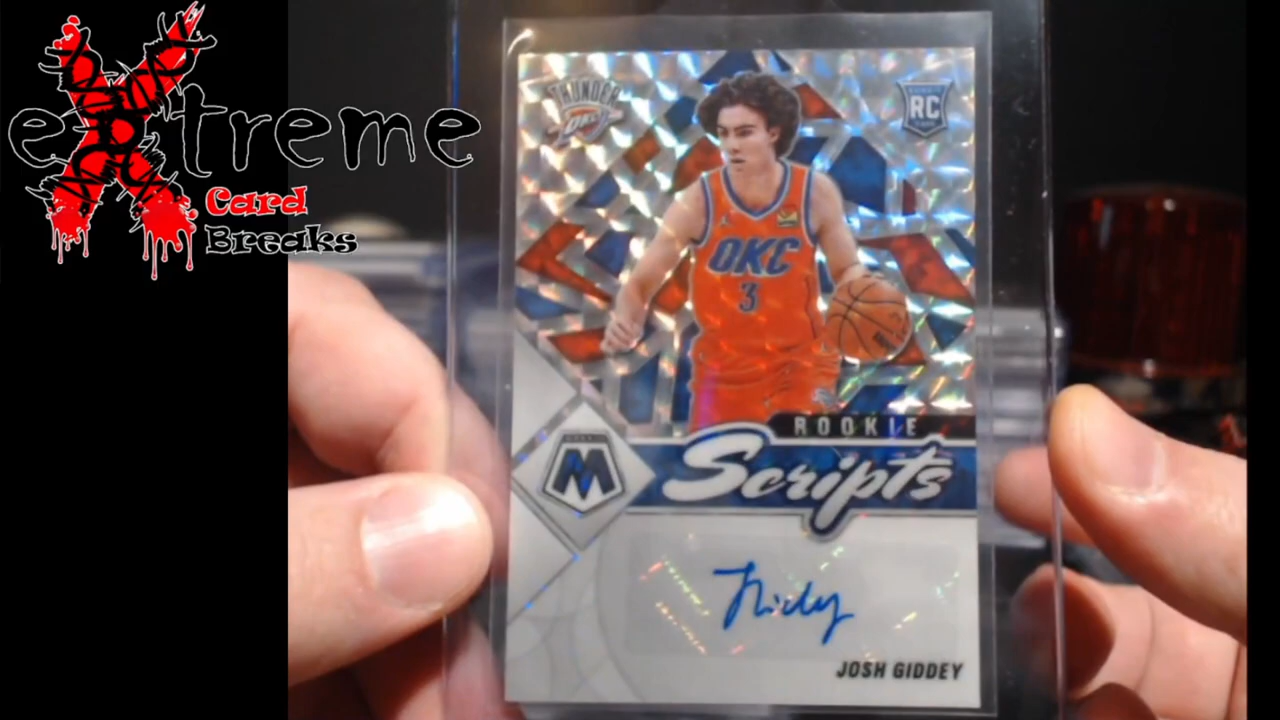 extreme
Card
Breaks
THUNDER
OKC
RC
OKC
3
ROOKIE
Scripts
M
JOSH GIDDEY